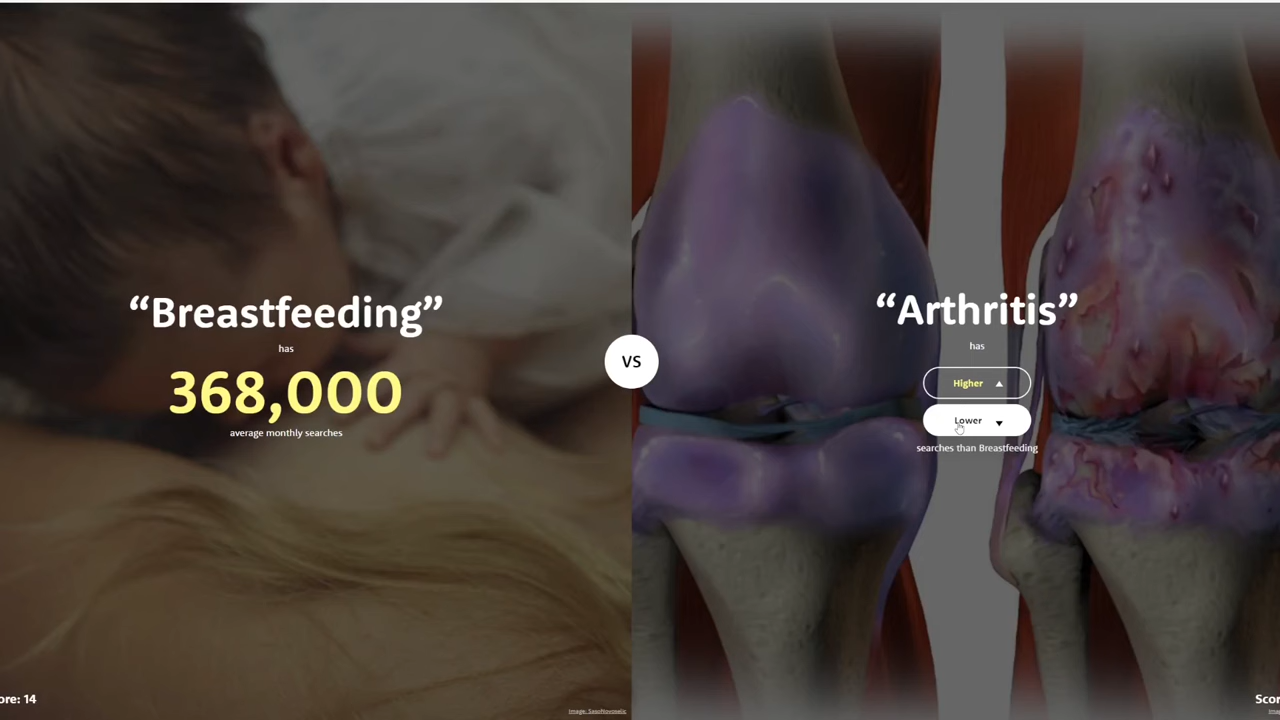 “Breastfeeding”
has
368,000
average monthly searches
VS
“Arthritis”
has
Higher
Lower
searches than Breastfeeding
ore: 14
Scor